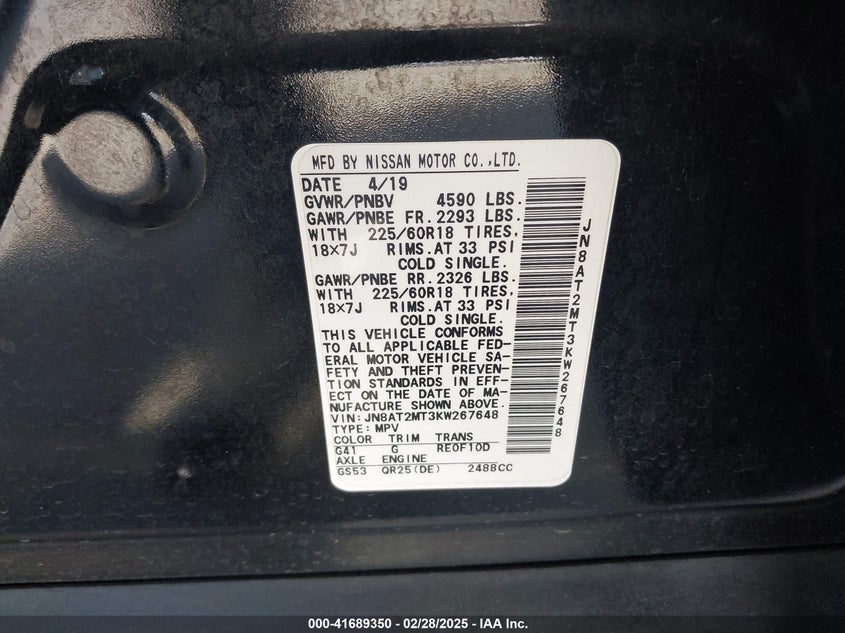 MFD BY NISSAN MOTOR CO.,LTD.
DATE 4/19
GVWR/PNBV 4590 LBS.
GAWR/PNBE FR. 2293 LBS.
WITH 225/60R18 TIRES,
18×7J RIMS. AT 33 PSI
COLD SINGLE.
GAWR/PNBE RR. 2326 LBS.
WITH 225/60R18 TIRES,
18×7J RIMS. AT 33 PSI
COLD SINGLE.
THIS VEHICLE CONFORMS
TO ALL APPLICABLE FED-
ERAL MOTOR VEHICLE SA-
FETY AND THEFT PREVEN-
TION STANDARDS IN EFF-
ECT ON THE DATE OF MA-
NUFACTURE SHOWN ABOVE.
VIN: JN8AT2MT3KW267648
TYPE: MPV
COLOR TRIM TRANS
G41 G RE0F10D
AXLE ENGINE
GS53 QR25(DE) 2488CC
JN8AT2MT3KW267648
000-41689350 — 02/28/2025 — IAA Inc.